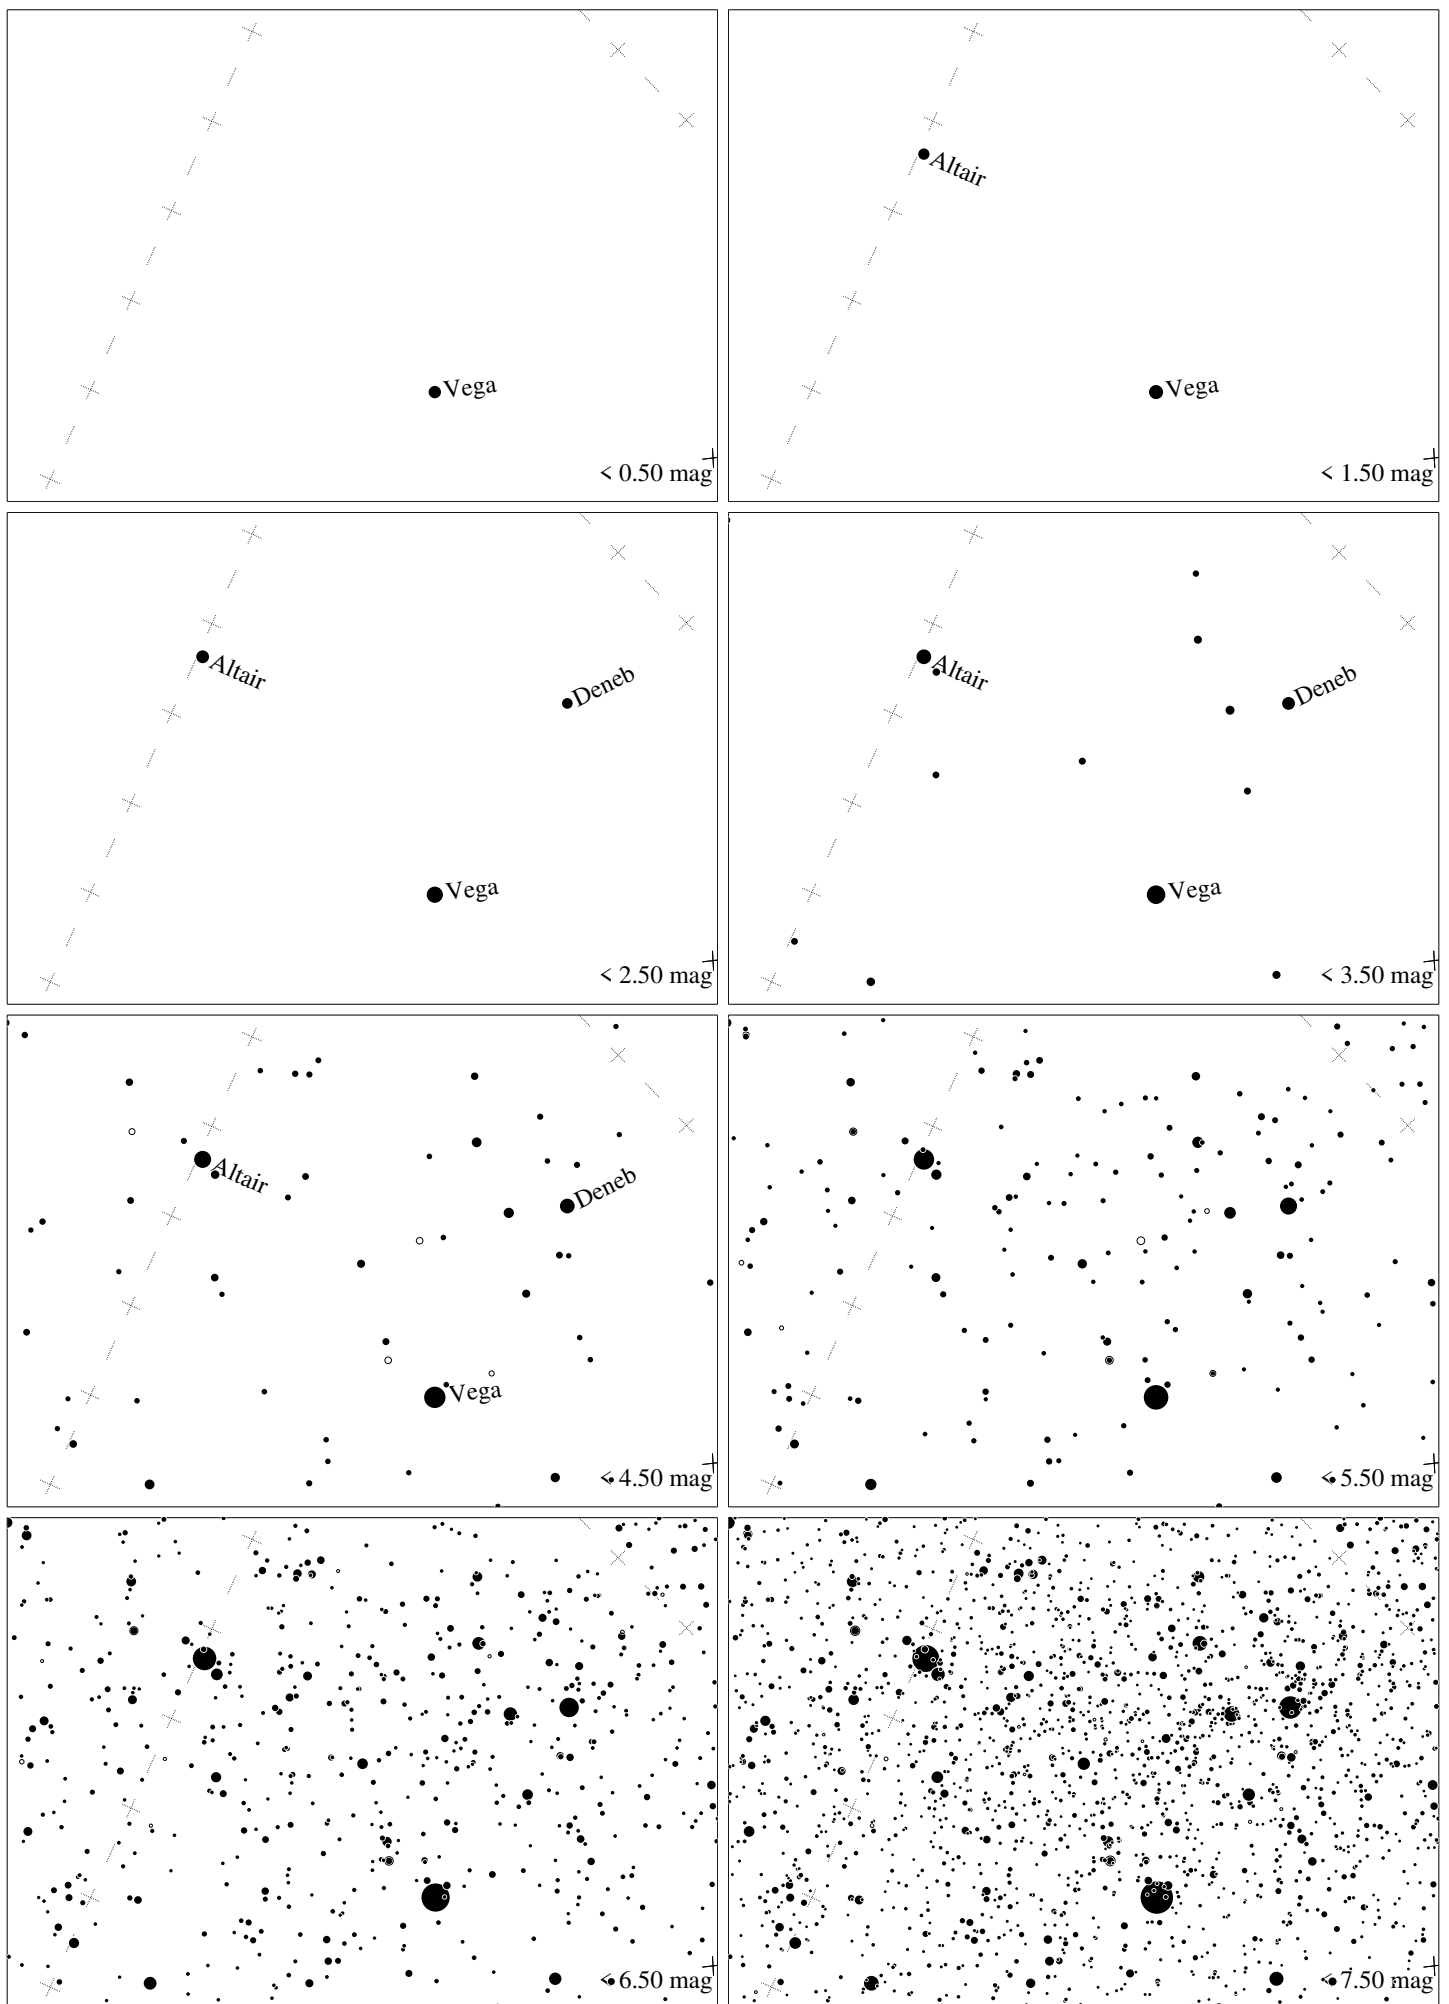 Vega
< 0.50 mag
Altair
Vega
< 1.50 mag
Altair
Deneb
Vega
< 2.50 mag
Altair
Deneb
Vega
< 3.50 mag
Altair
Deneb
Vega
< 4.50 mag
< 5.50 mag
< 6.50 mag
< 7.50 mag